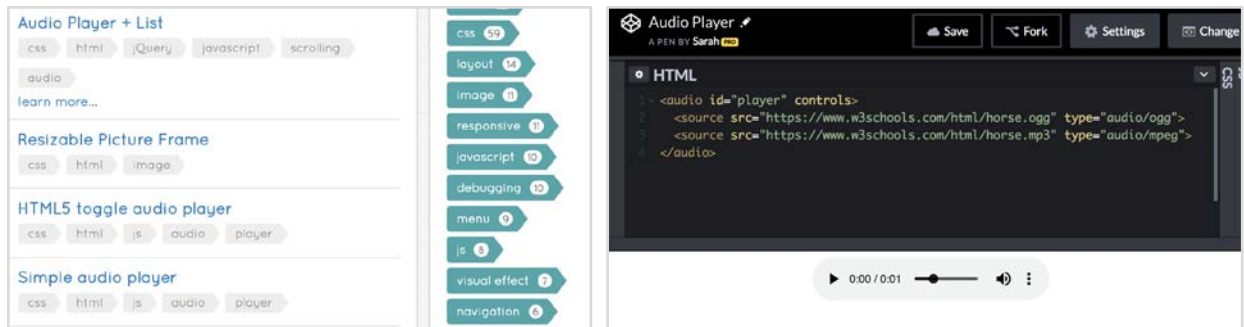 Audio Player + List
css html jQuery javascript scrolling
audio
learn more...
Resizable Picture Frame
css html image
HTML5 toggle audio player
css html js audio player
Simple audio player
css html js audio player
css 59
layout 14
image 11
responsive 11
javascript 10
debugging 10
menu 9
js 8
visual effect 7
navigation 6
Audio Player
A PEN BY Sarah PRO
Save
Fork
Settings
Change
HTML
CSS
1 <audio id="player" controls>
2 <source src="https://www.w3schools.com/html/horse.ogg" type="audio/ogg">
3 <source src="https://www.w3schools.com/html/horse.mp3" type="audio/mpeg">
4 </audio>
0:00 / 0:01